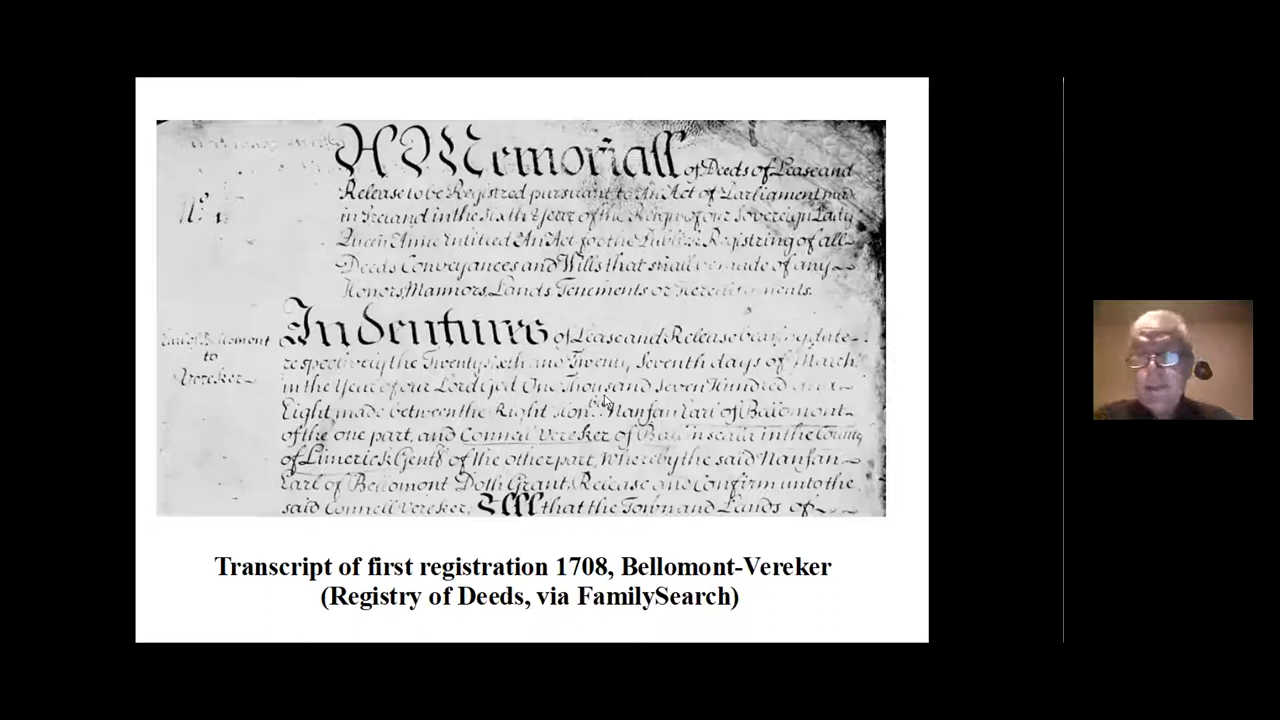 A Memoriall of Deeds of Lease and
Release to be Registred pursuant to An Act of Parliament made
in Ireland in the Sixth Year of the Reign of our Sovereign Lady
Queen Anne Intitled An Act for the Publick Registring of all
Deeds Conveyances and Wills that shall be made of any
Honors, Mannors, Lands Tenements or Hereditaments.
No. 1
Earl of Bellomont
to
Vereker
Indentures of Lease and Release bearing date
respectively the Twenty sixth and Twenty Seventh days of March
in the Year of our Lord God One Thousand Seven Hundred and
Eight made between the Right Hon.ble Nanfan Earl of Bellomont
of the one part, and Connell Vereker of in the County
of Limerick Gent of the other part, Whereby the said Nanfan
Earl of Bellomont Doth Grant, Release and Confirm unto the
said Connell Vereker, All that the Town and Lands of
Transcript of first registration 1708, Bellomont-Vereker
(Registry of Deeds, via FamilySearch)